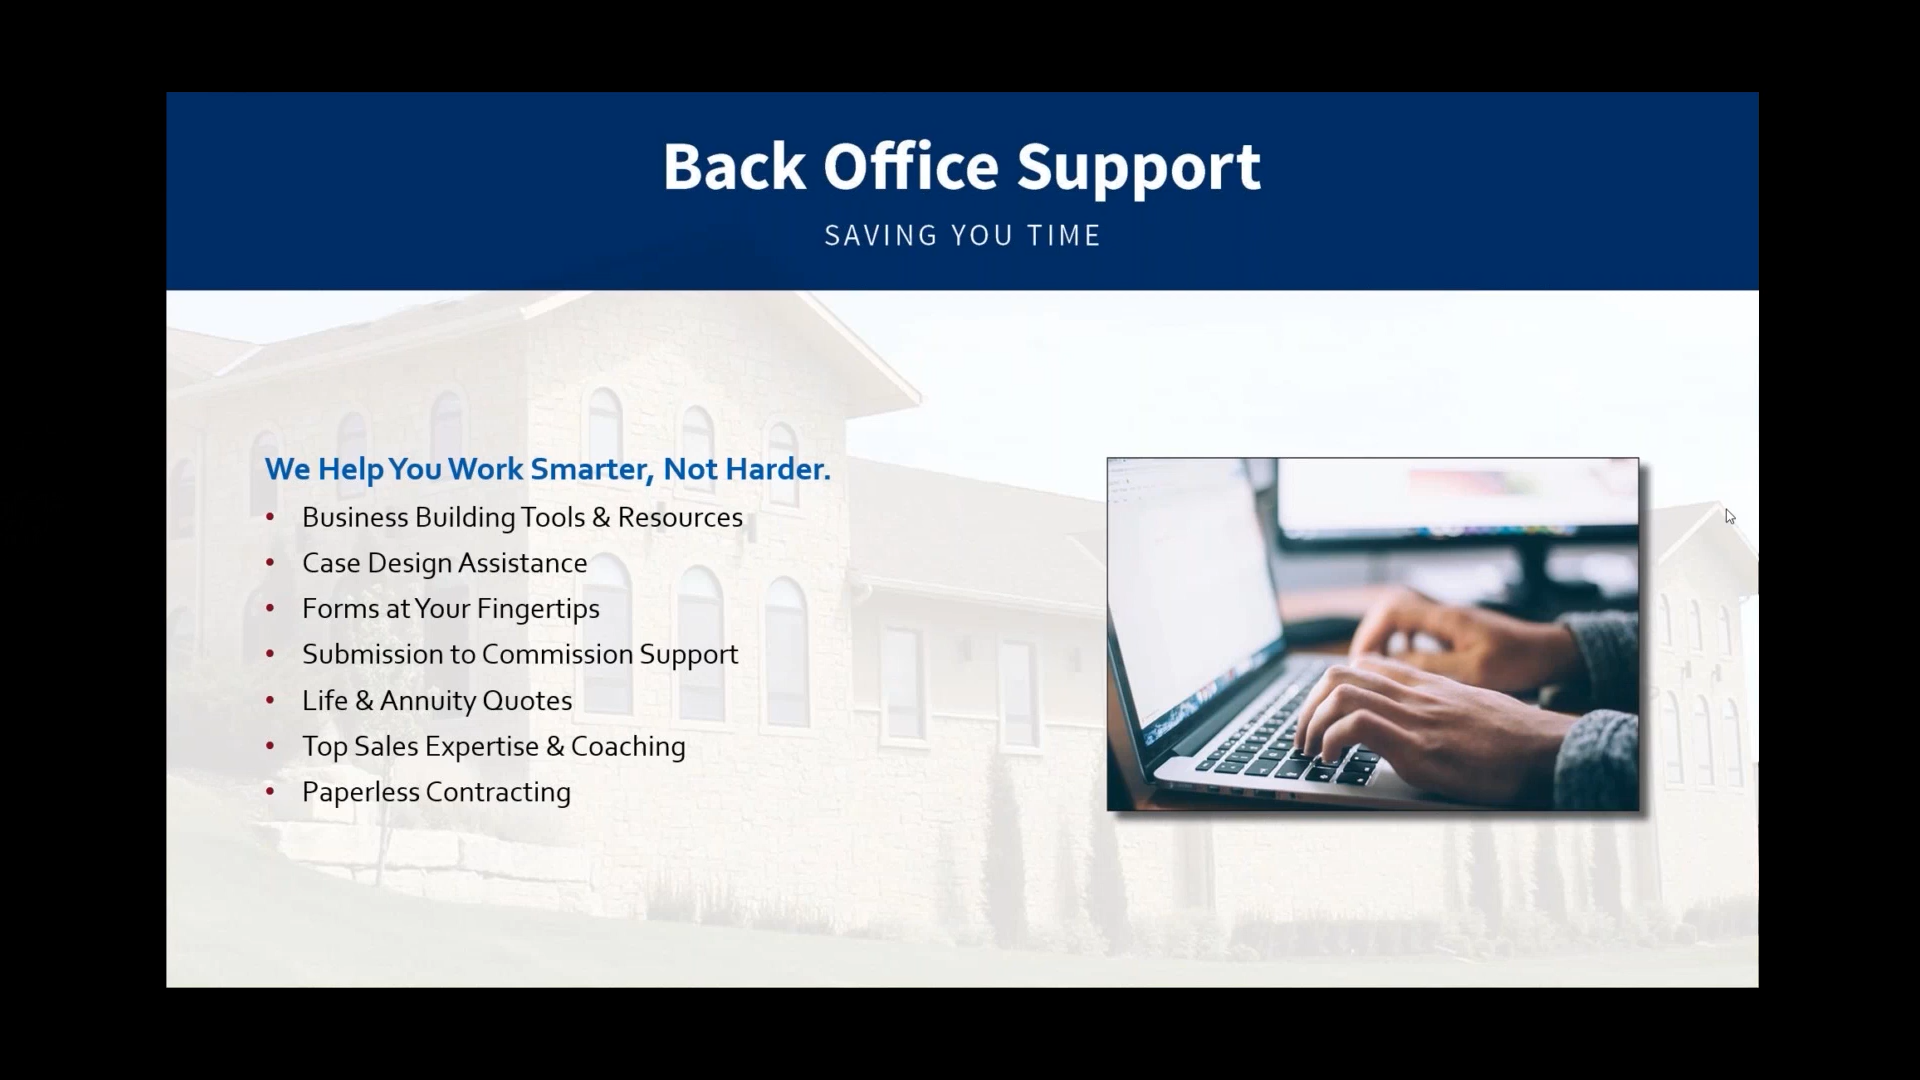 Back Office Support
SAVING YOU TIME
We Help You Work Smarter, Not Harder.
• Business Building Tools & Resources
• Case Design Assistance
• Forms at Your Fingertips
• Submission to Commission Support
• Life & Annuity Quotes
• Top Sales Expertise & Coaching
• Paperless Contracting